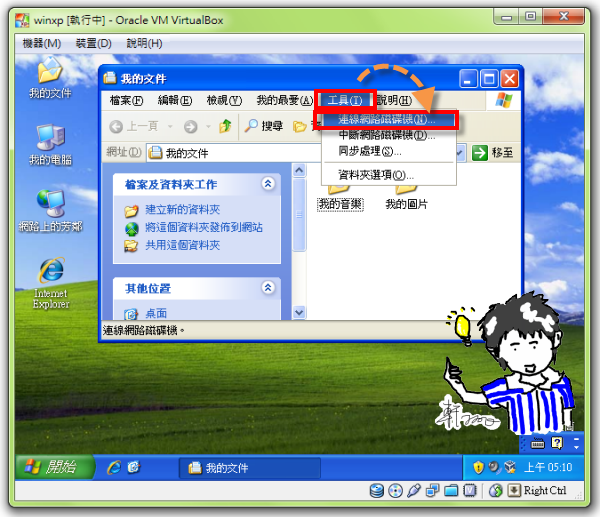 winxp [執行中] - Oracle VM VirtualBox
機器(M) 裝置(D) 說明(H)
我的文件
我的電腦
網路上的芳鄰
Internet
Explorer
我的文件
檔案(F) 編輯(E) 檢視(V) 我的最愛(A) 工具(T) 說明(H)
上一頁 搜尋
連線網路磁碟機(N)...
中斷網路磁碟機(D)...
同步處理(S)...
資料夾選項(O)...
網址(D) 我的文件 移至
檔案及資料夾工作
建立新的資料夾
將這個資料夾發佈到網站
共用這個資料夾
其他位置
桌面
我的音樂 我的圖片
連線網路磁碟機。
軒
開始 我的文件 上午 05:10
Right Ctrl